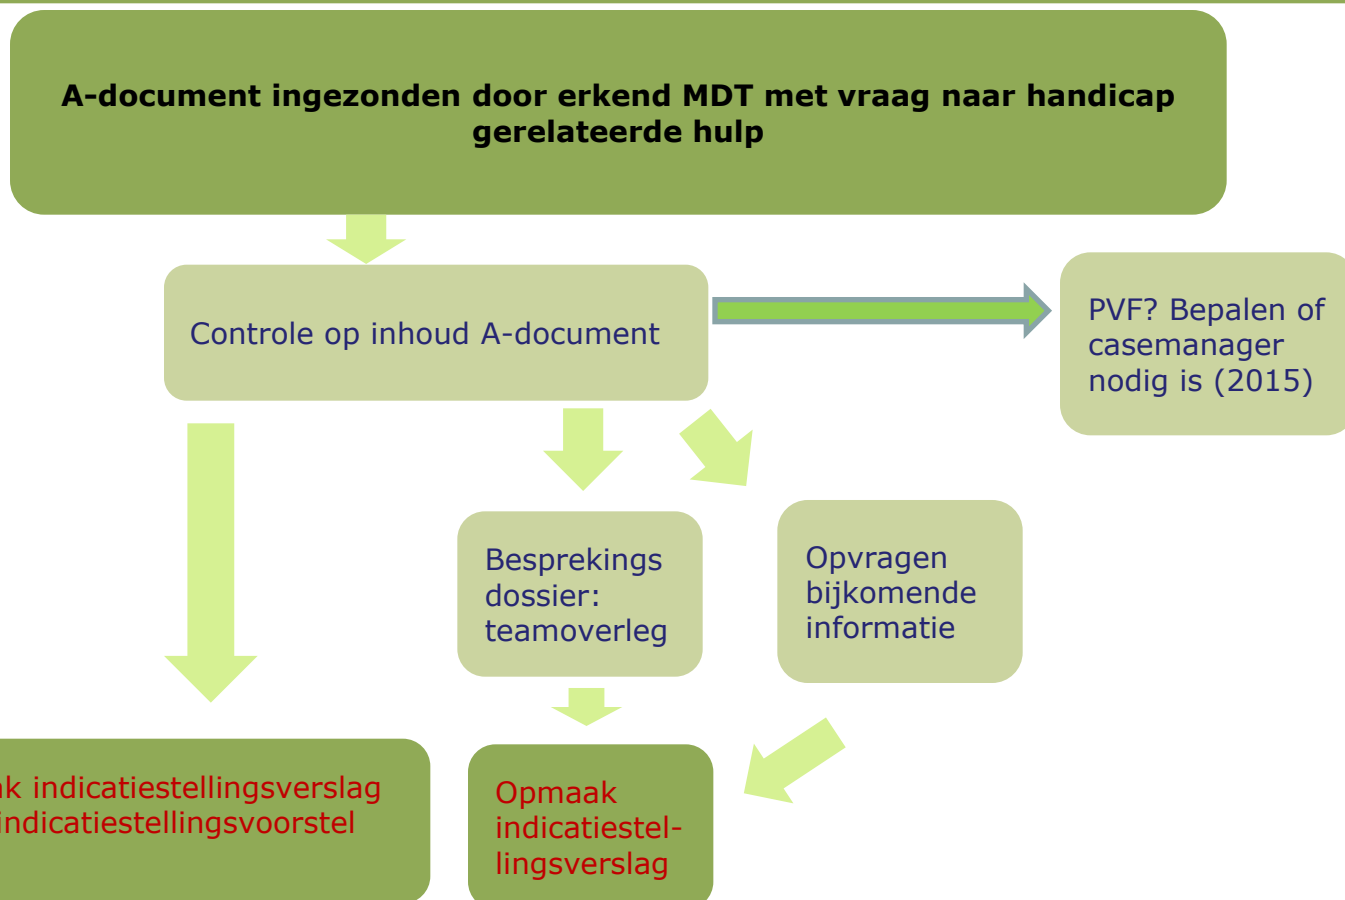 A-document ingezonden door erkend MDT met vraag naar handicap
gerelateerde hulp
Controle op inhoud A-document
PVF? Bepalen of
casemanager
nodig is (2015)
Besprekings
dossier:
teamoverleg
Opvragen
bijkomende
informatie
indicatiestellingsverslag
indicatiestellingsvoorstel
Opmaak
indicatiestel-
lingsverslag